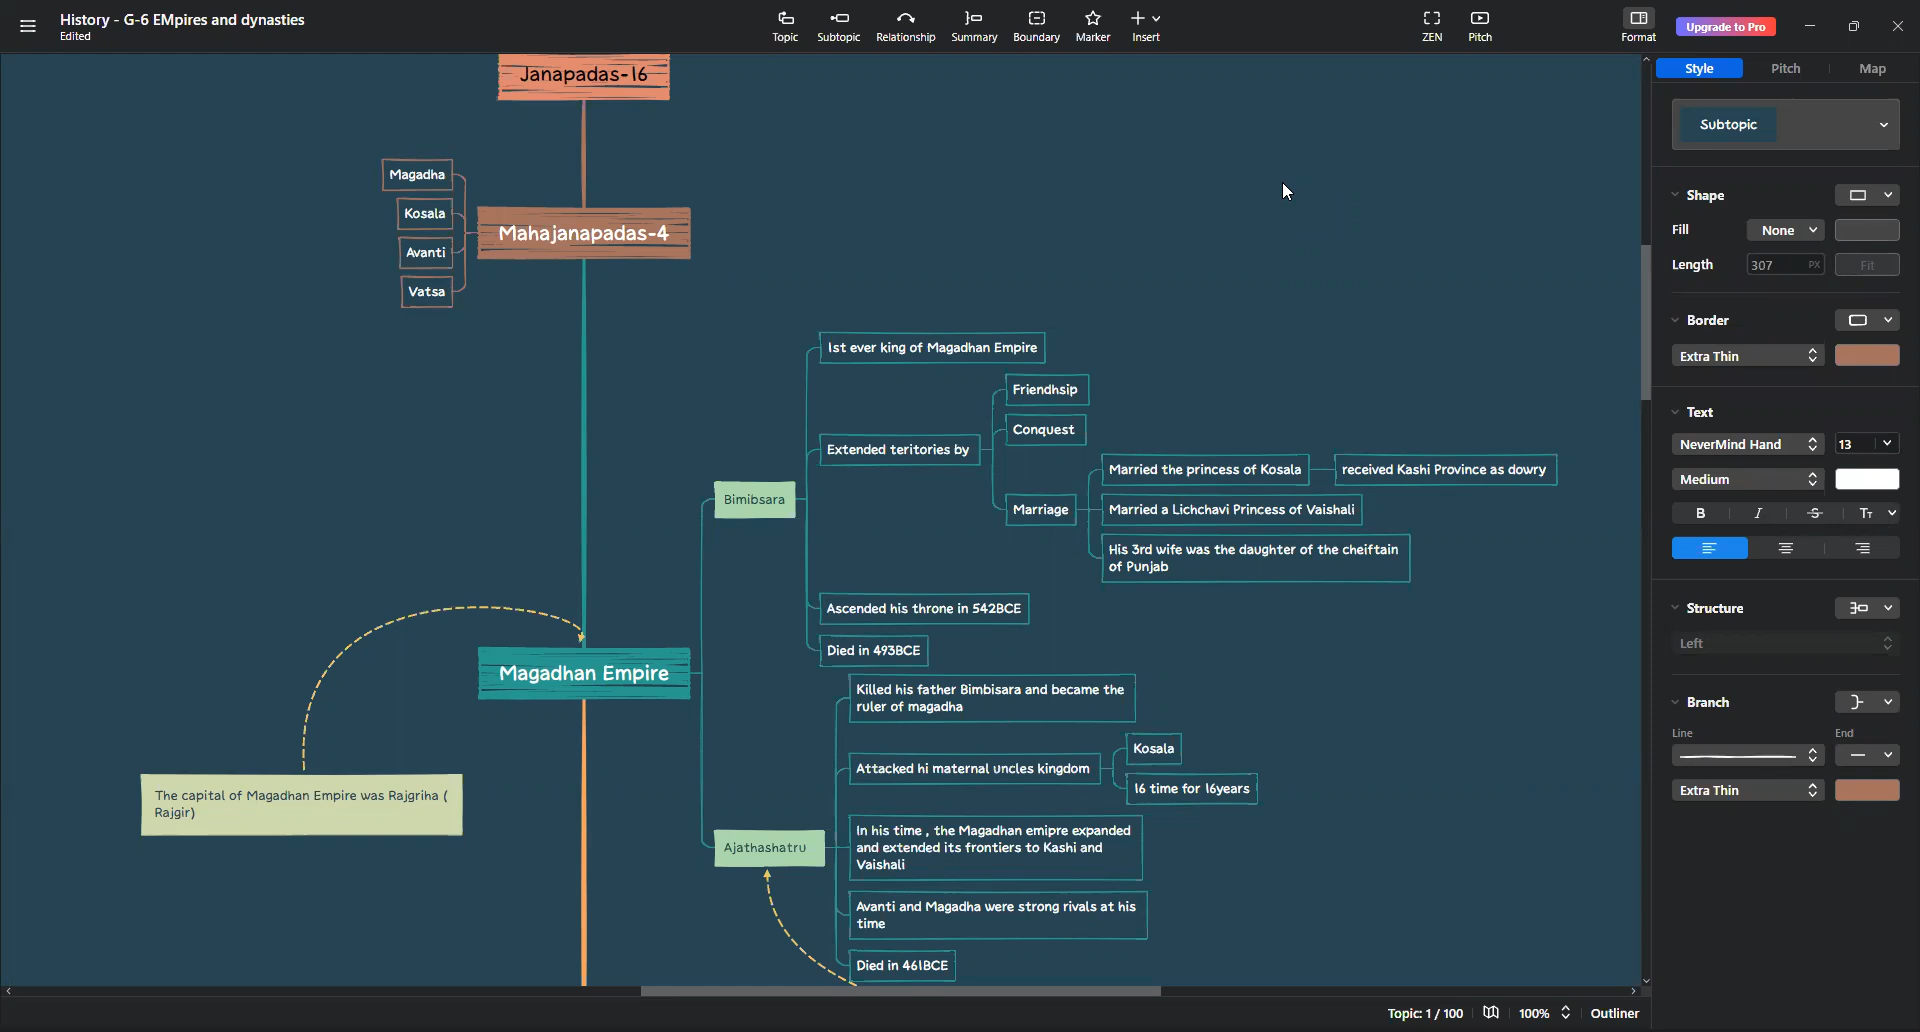 History - G-6 EMpires and dynasties
Edited
Topic
Subtopic
Relationship
Summary
Boundary
Marker
Insert
ZEN
Pitch
Format
Upgrade to Pro
Janapadas-16
Magadha
Kosala
Avanti
Vatsa
Mahajanapadas-4
1st ever king of Magadhan Empire
Friendhsip
Conquest
Extended teritories by
Married the princess of Kosala
received Kashi Province as dowry
Marriage
Married a Lichchavi Princess of Vaishali
His 3rd wife was the daughter of the cheiftain
of Punjab
Bimibsara
Ascended his throne in 542BCE
Died in 493BCE
Magadhan Empire
Killed his father Bimbisara and became the
ruler of magadha
Attacked hi maternal uncles kingdom
Kosala
16 time for 16years
The capital of Magadhan Empire was Rajgriha (
Rajgir)
Ajathashatru
In his time , the Magadhan emipre expanded
and extended its frontiers to Kashi and
Vaishali
Avanti and Magadha were strong rivals at his
time
Died in 461BCE
Style
Pitch
Map
Subtopic
Shape
Fill
None
Length
307
PX
Fit
Border
Extra Thin
Text
NeverMind Hand
13
Medium
B
I
S
TT
Structure
Left
Branch
Line
End
Extra Thin
Topic: 1 / 100
100%
Outliner